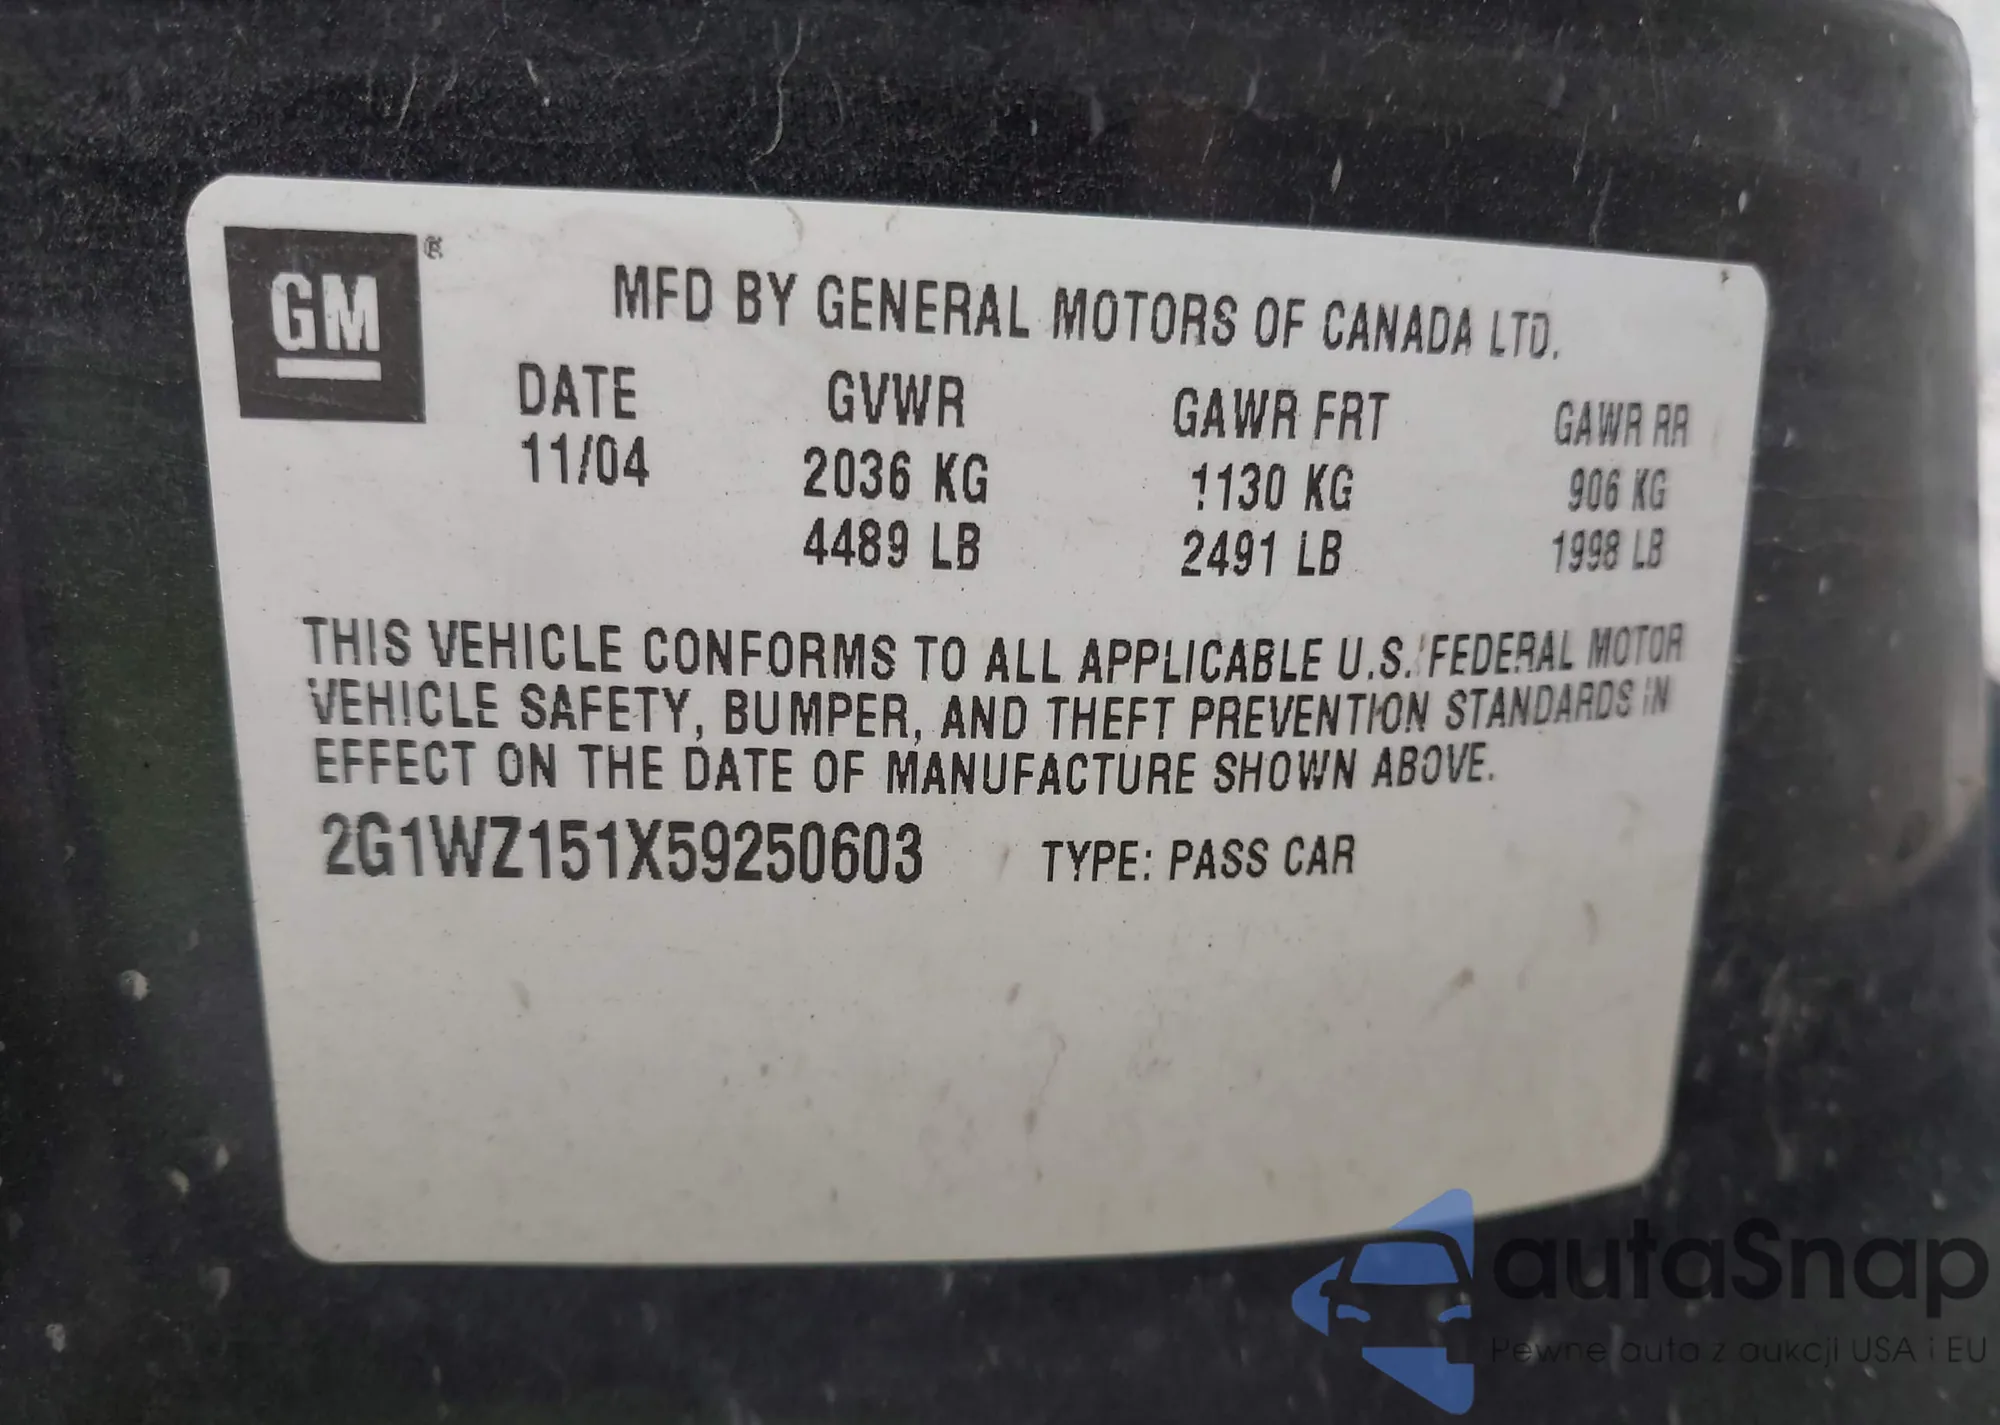 GM ®
MFD BY GENERAL MOTORS OF CANADA LTD.
DATE GVWR GAWR FRT GAWR RR
11/04 2036 KG 1130 KG 906 KG
4489 LB 2491 LB 1998 LB
THIS VEHICLE CONFORMS TO ALL APPLICABLE U.S. FEDERAL MOTOR
VEHICLE SAFETY, BUMPER, AND THEFT PREVENTION STANDARDS IN
EFFECT ON THE DATE OF MANUFACTURE SHOWN ABOVE.
2G1WZ151X59250603 TYPE: PASS CAR
autaSnap
Pewne auta z aukcji USA i EU